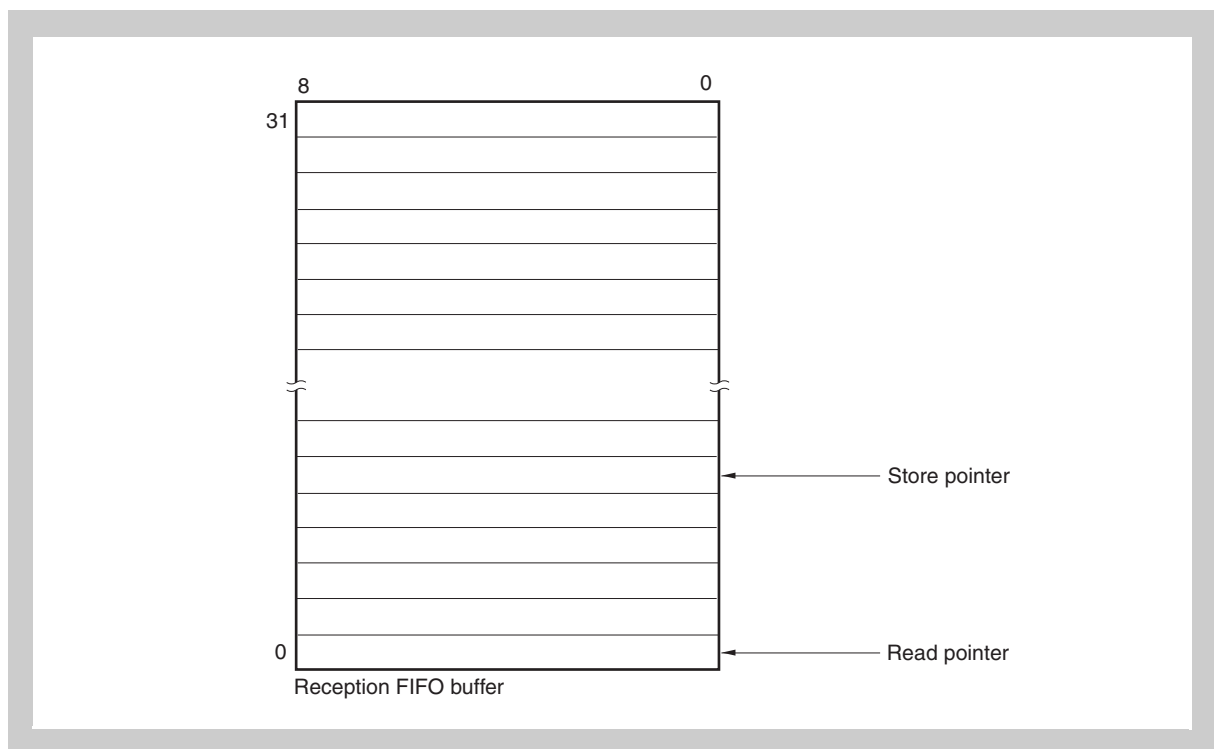 8 0
31
Store pointer
0
Read pointer
Reception FIFO buffer